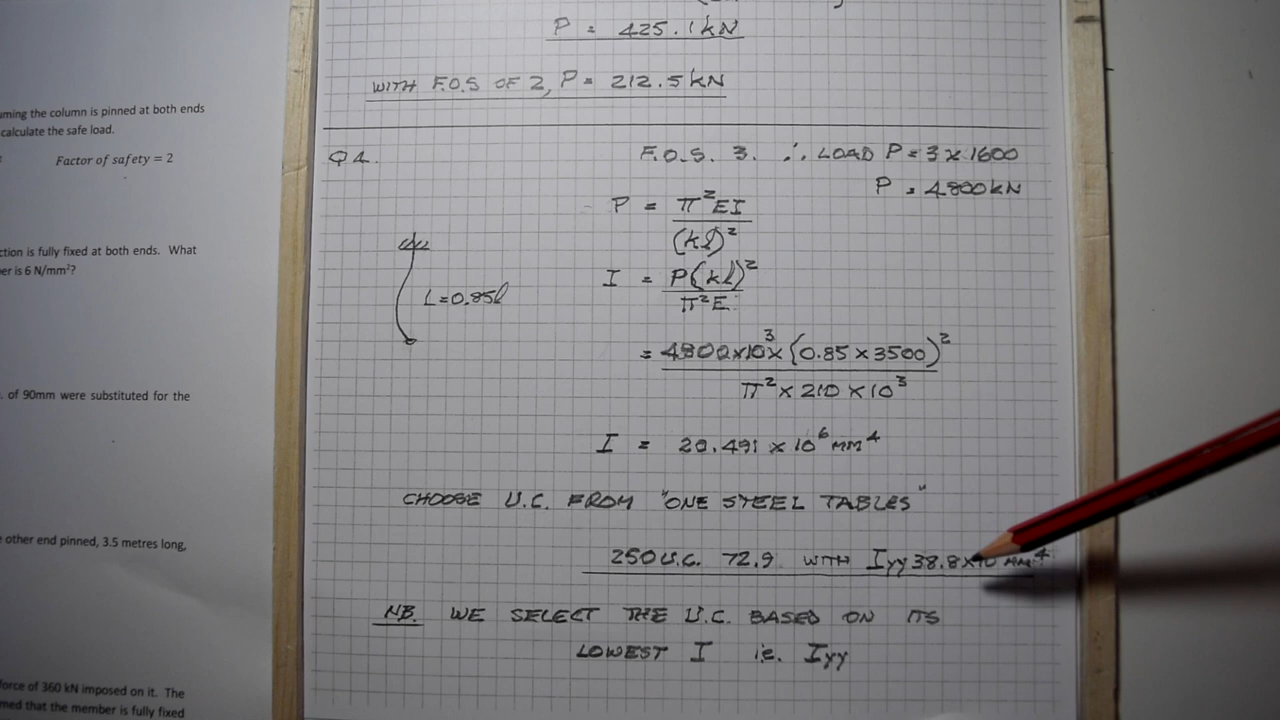 P = 425.1kN
WITH F.O.S OF 2, P = 212.5kN
uming the column is pinned at both ends
calculate the safe load.
Factor of safety = 2
ction is fully fixed at both ends. What
er is 6 N/mm²?
. of 90mm were substituted for the
other end pinned, 3.5 metres long,
force of 360 kN imposed on it. The
med that the member is fully fixed
Q4.
F.O.S. 3. ∴ LOAD P = 3 x 1600
P = 4800kN
P = π²EI
(kl)²
L=0.85l
I = P(kl)²
π²E
= 4800x10³x(0.85 x 3500)²
π² x 210 x 10³
I = 20.491 x 10⁶ MM⁴
CHOOSE U.C. FROM "ONE STEEL TABLES"
250U.C. 72.9 WITH Iyy 38.8x10 MM⁴
NB. WE SELECT THE U.C. BASED ON ITS
LOWEST I ie. Iyy